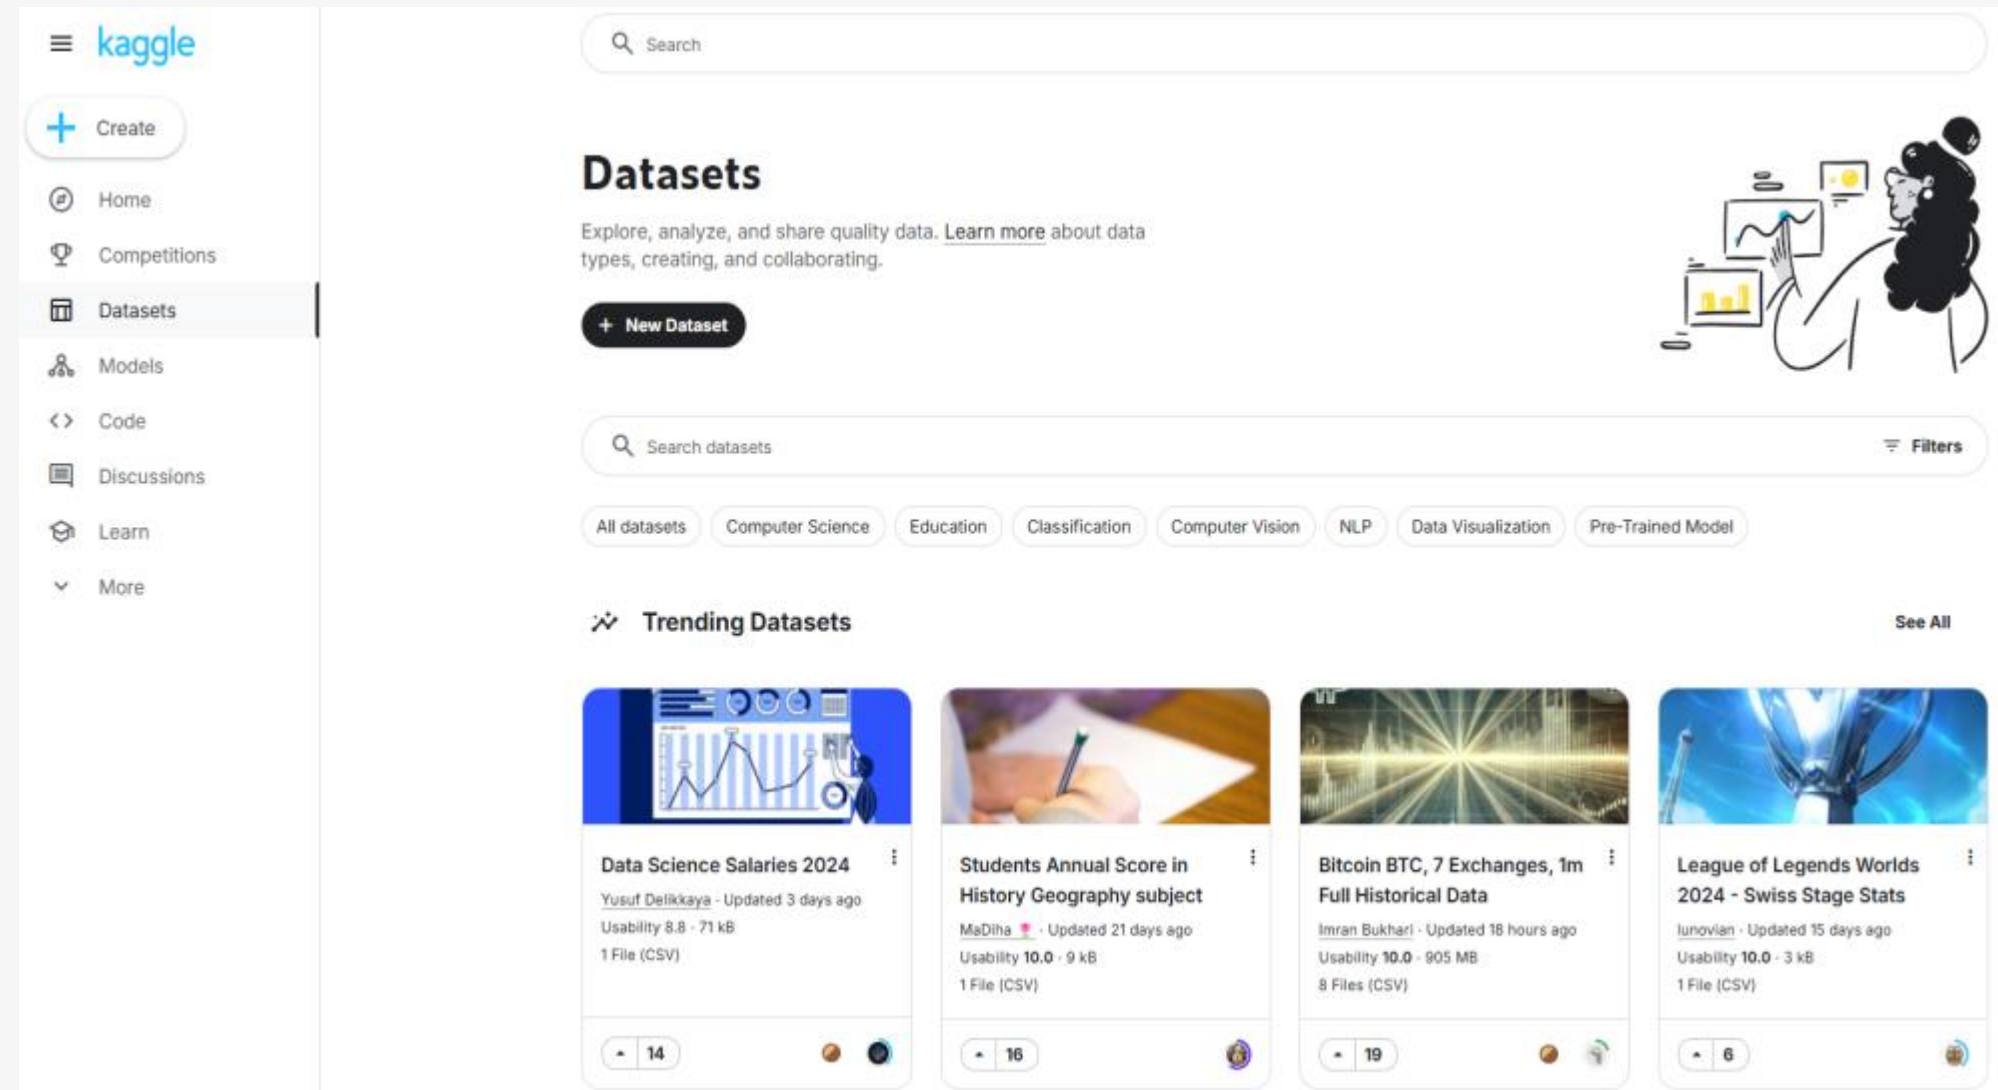 kaggle
Search
Create
Home
Competitions
Datasets
Models
Code
Discussions
Learn
More
Datasets
Explore, analyze, and share quality data. Learn more about data
types, creating, and collaborating.
+ New Dataset
Search datasets
Filters
All datasets
Computer Science
Education
Classification
Computer Vision
NLP
Data Visualization
Pre-Trained Model
Trending Datasets
See All
Data Science Salaries 2024
Yusuf Delikkaya · Updated 3 days ago
Usability 8.8 · 71 kB
1 File (CSV)
14
Students Annual Score in
History Geography subject
MaDiha 🌷 · Updated 21 days ago
Usability 10.0 · 9 kB
1 File (CSV)
16
Bitcoin BTC, 7 Exchanges, 1m
Full Historical Data
Imran Bukhari · Updated 18 hours ago
Usability 10.0 · 905 MB
8 Files (CSV)
19
League of Legends Worlds
2024 - Swiss Stage Stats
lunovian · Updated 15 days ago
Usability 10.0 · 3 kB
1 File (CSV)
6